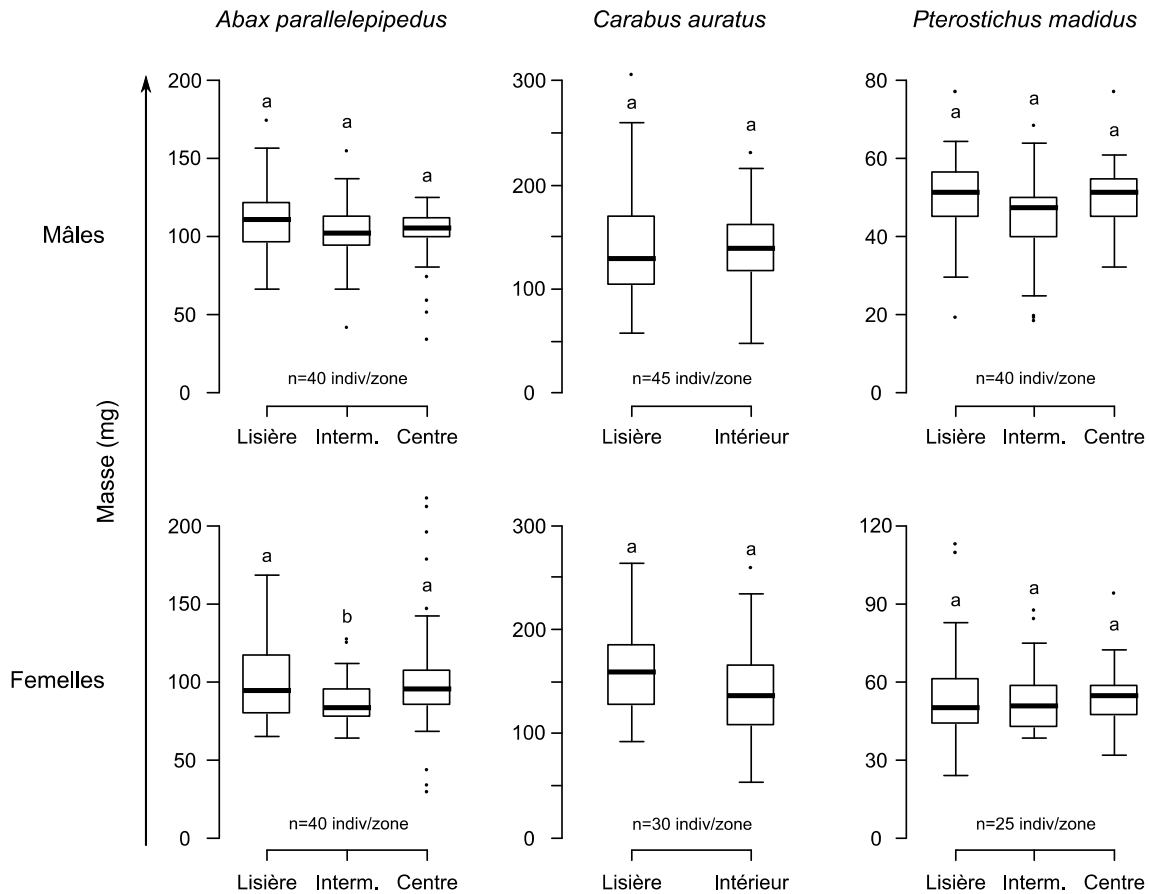 Abax parallelepipedus Carabus auratus Pterostichus madidus
Mâles
Femelles
Masse (mg)
200
150
100
50
0
a a a
n=40 indiv/zone
Lisière Interm. Centre
300
200
100
0
a a
n=45 indiv/zone
Lisière Intérieur
80
60
40
20
0
a a a
n=40 indiv/zone
Lisière Interm. Centre
200
150
100
50
0
a b a
n=40 indiv/zone
Lisière Interm. Centre
300
200
100
0
a a
n=30 indiv/zone
Lisière Intérieur
120
90
60
30
0
a a a
n=25 indiv/zone
Lisière Interm. Centre